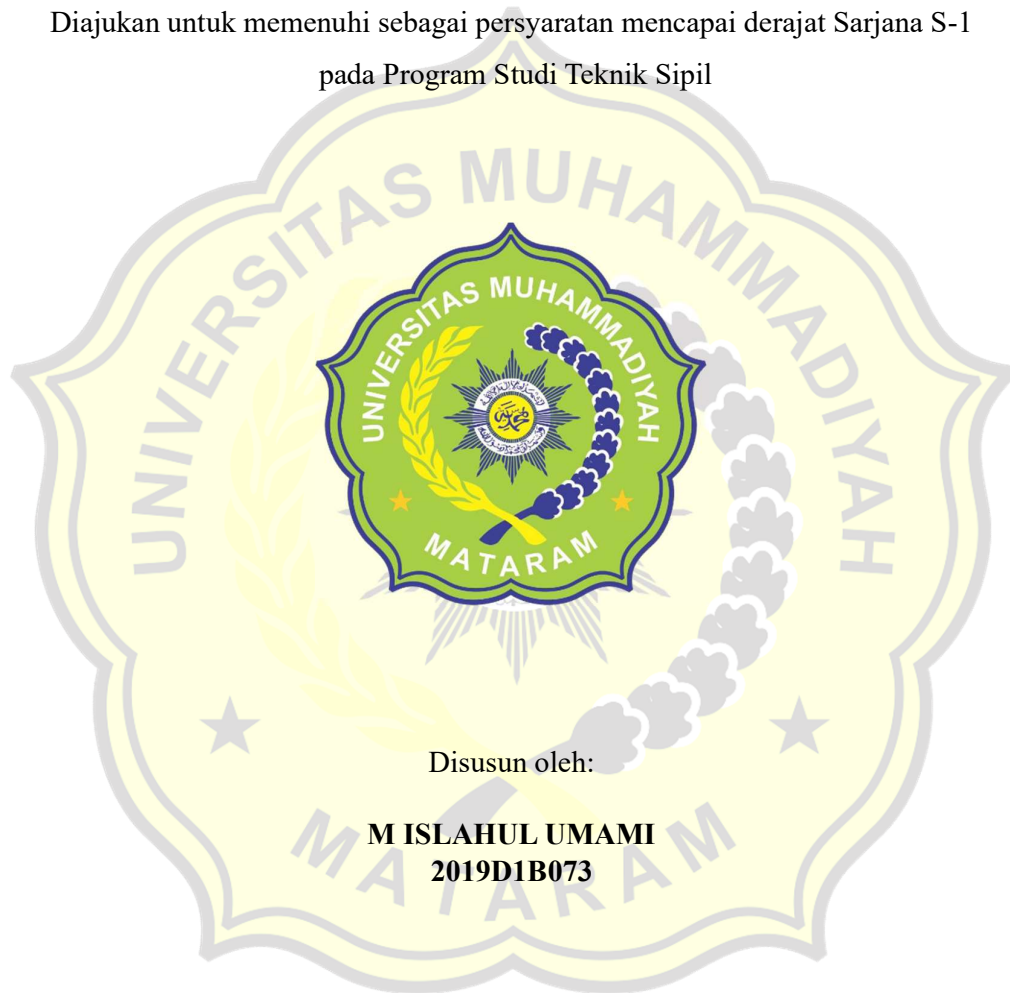 Diajukan untuk memenuhi sebagai persyaratan mencapai derajat Sarjana S-1
pada Program Studi Teknik Sipil
UNIVERSITAS MUHAMMADIYAH
MATARAM
UNIVERSITAS MUHAMMADIYAH
MATARAM
Disusun oleh:
M ISLAHUL UMAMI
2019D1B073